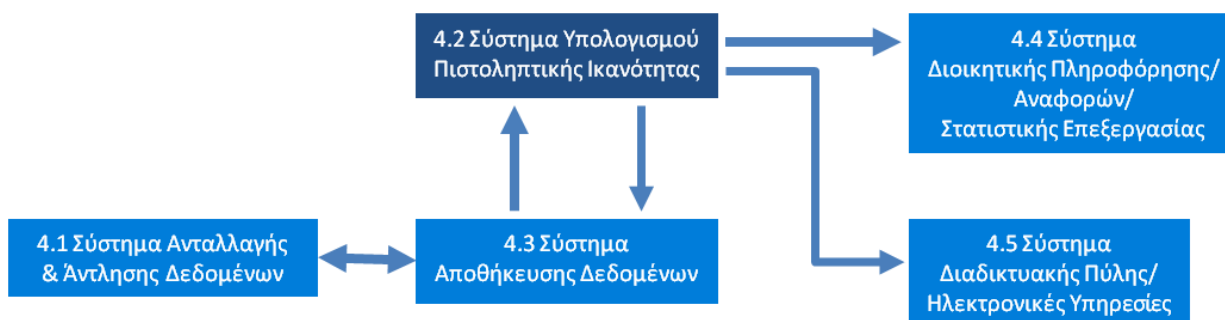 4.2 Σύστημα Υπολογισμού
Πιστοληπτικής Ικανότητας
4.4 Σύστημα
Διοικητικής Πληροφόρησης/
Αναφορών/
Στατιστικής Επεξεργασίας
4.1 Σύστημα Ανταλλαγής
& Άντλησης Δεδομένων
4.3 Σύστημα
Αποθήκευσης Δεδομένων
4.5 Σύστημα
Διαδικτυακής Πύλης/
Ηλεκτρονικές Υπηρεσίες